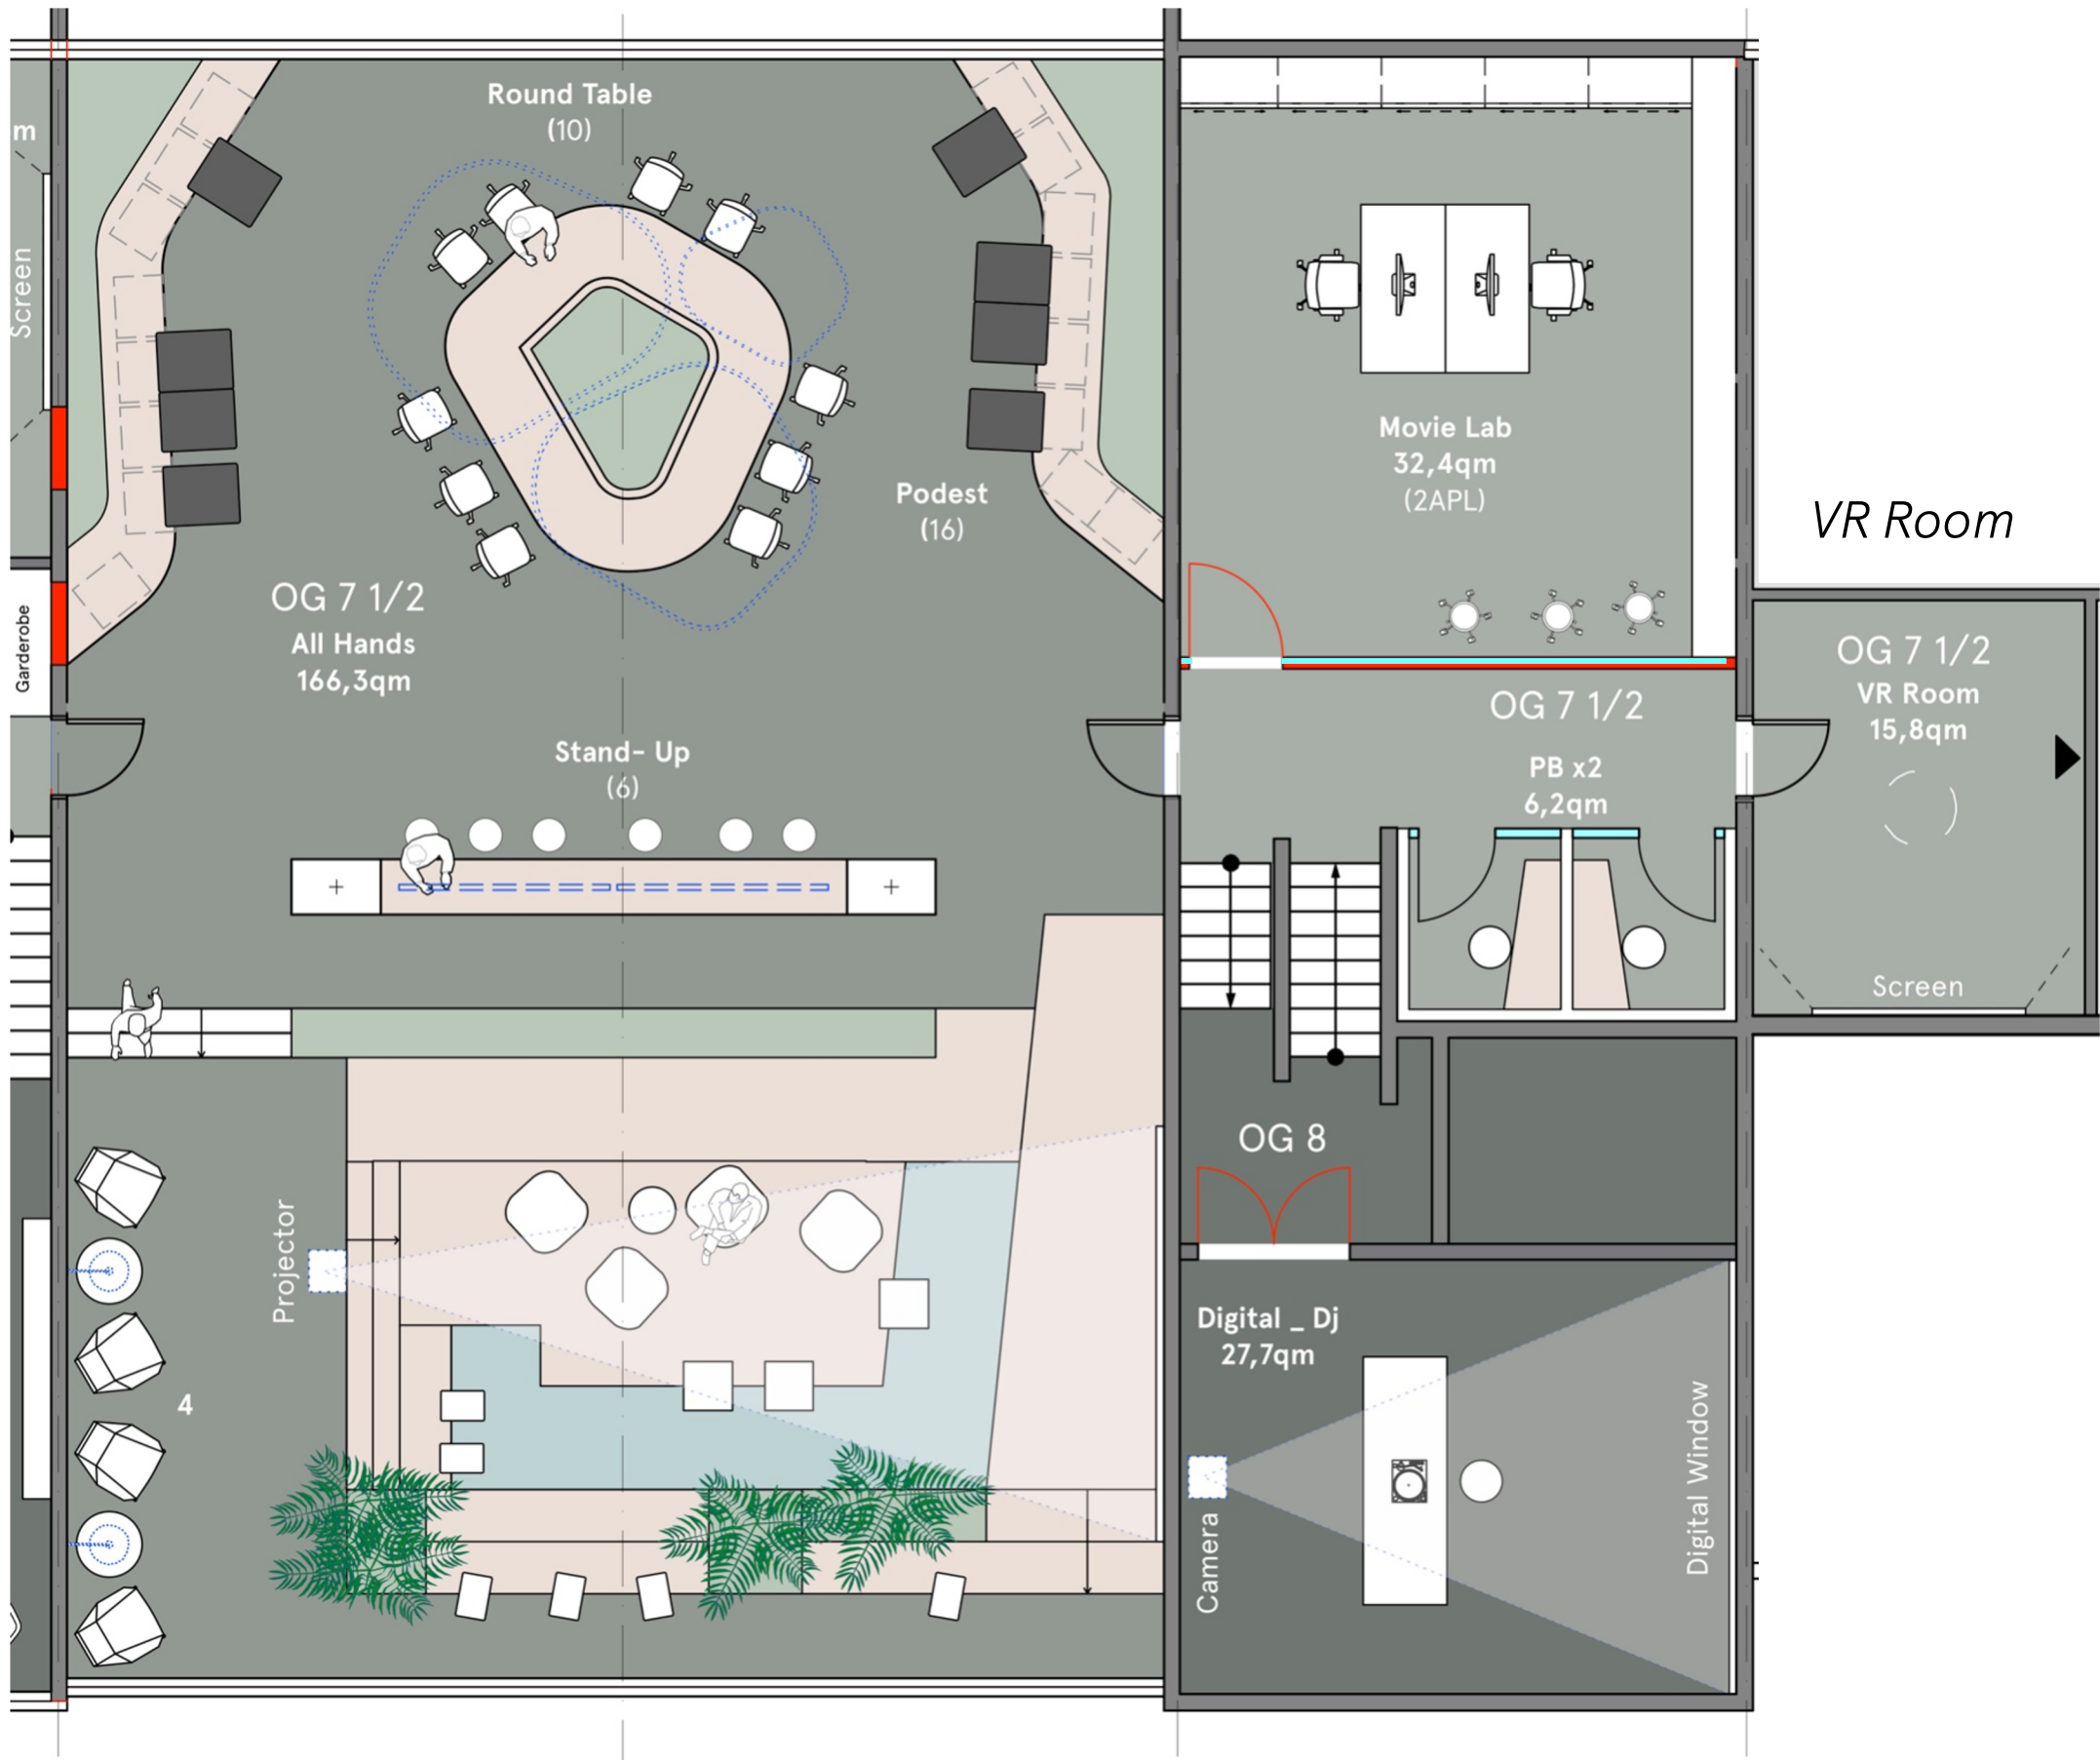 Round Table
(10)
m
Screen
Podest
(16)
OG 7 1/2
All Hands
166,3qm
Garderobe
Stand- Up
(6)
Movie Lab
32,4qm
(2APL)
VR Room
OG 7 1/2
VR Room
15,8qm
Screen
OG 7 1/2
PB x2
6,2qm
OG 8
Projector
4
Digital _ Dj
27,7qm
Camera
Digital Window